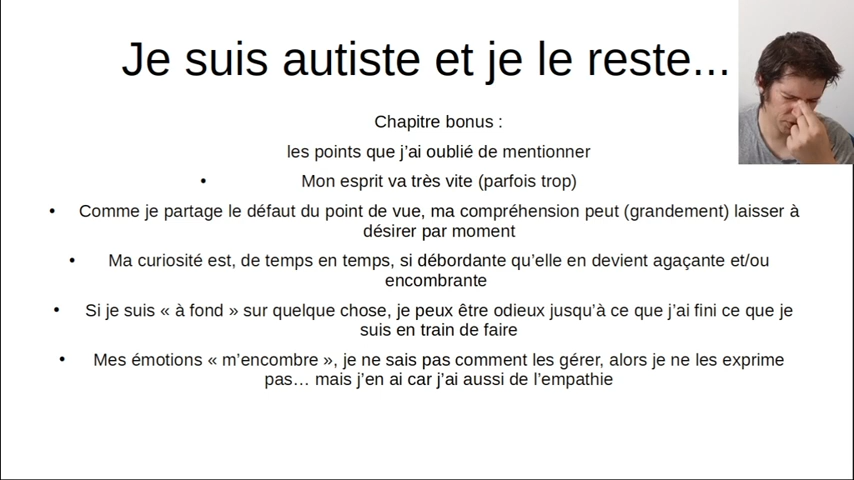 Je suis autiste et je le reste...
Chapitre bonus :
les points que j'ai oublié de mentionner
• Mon esprit va très vite (parfois trop)
• Comme je partage le défaut du point de vue, ma compréhension peut (grandement) laisser à
désirer par moment
• Ma curiosité est, de temps en temps, si débordante qu'elle en devient agaçante et/ou
encombrante
• Si je suis « à fond » sur quelque chose, je peux être odieux jusqu'à ce que j'ai fini ce que je
suis en train de faire
• Mes émotions « m'encombre », je ne sais pas comment les gérer, alors je ne les exprime
pas… mais j'en ai car j'ai aussi de l'empathie